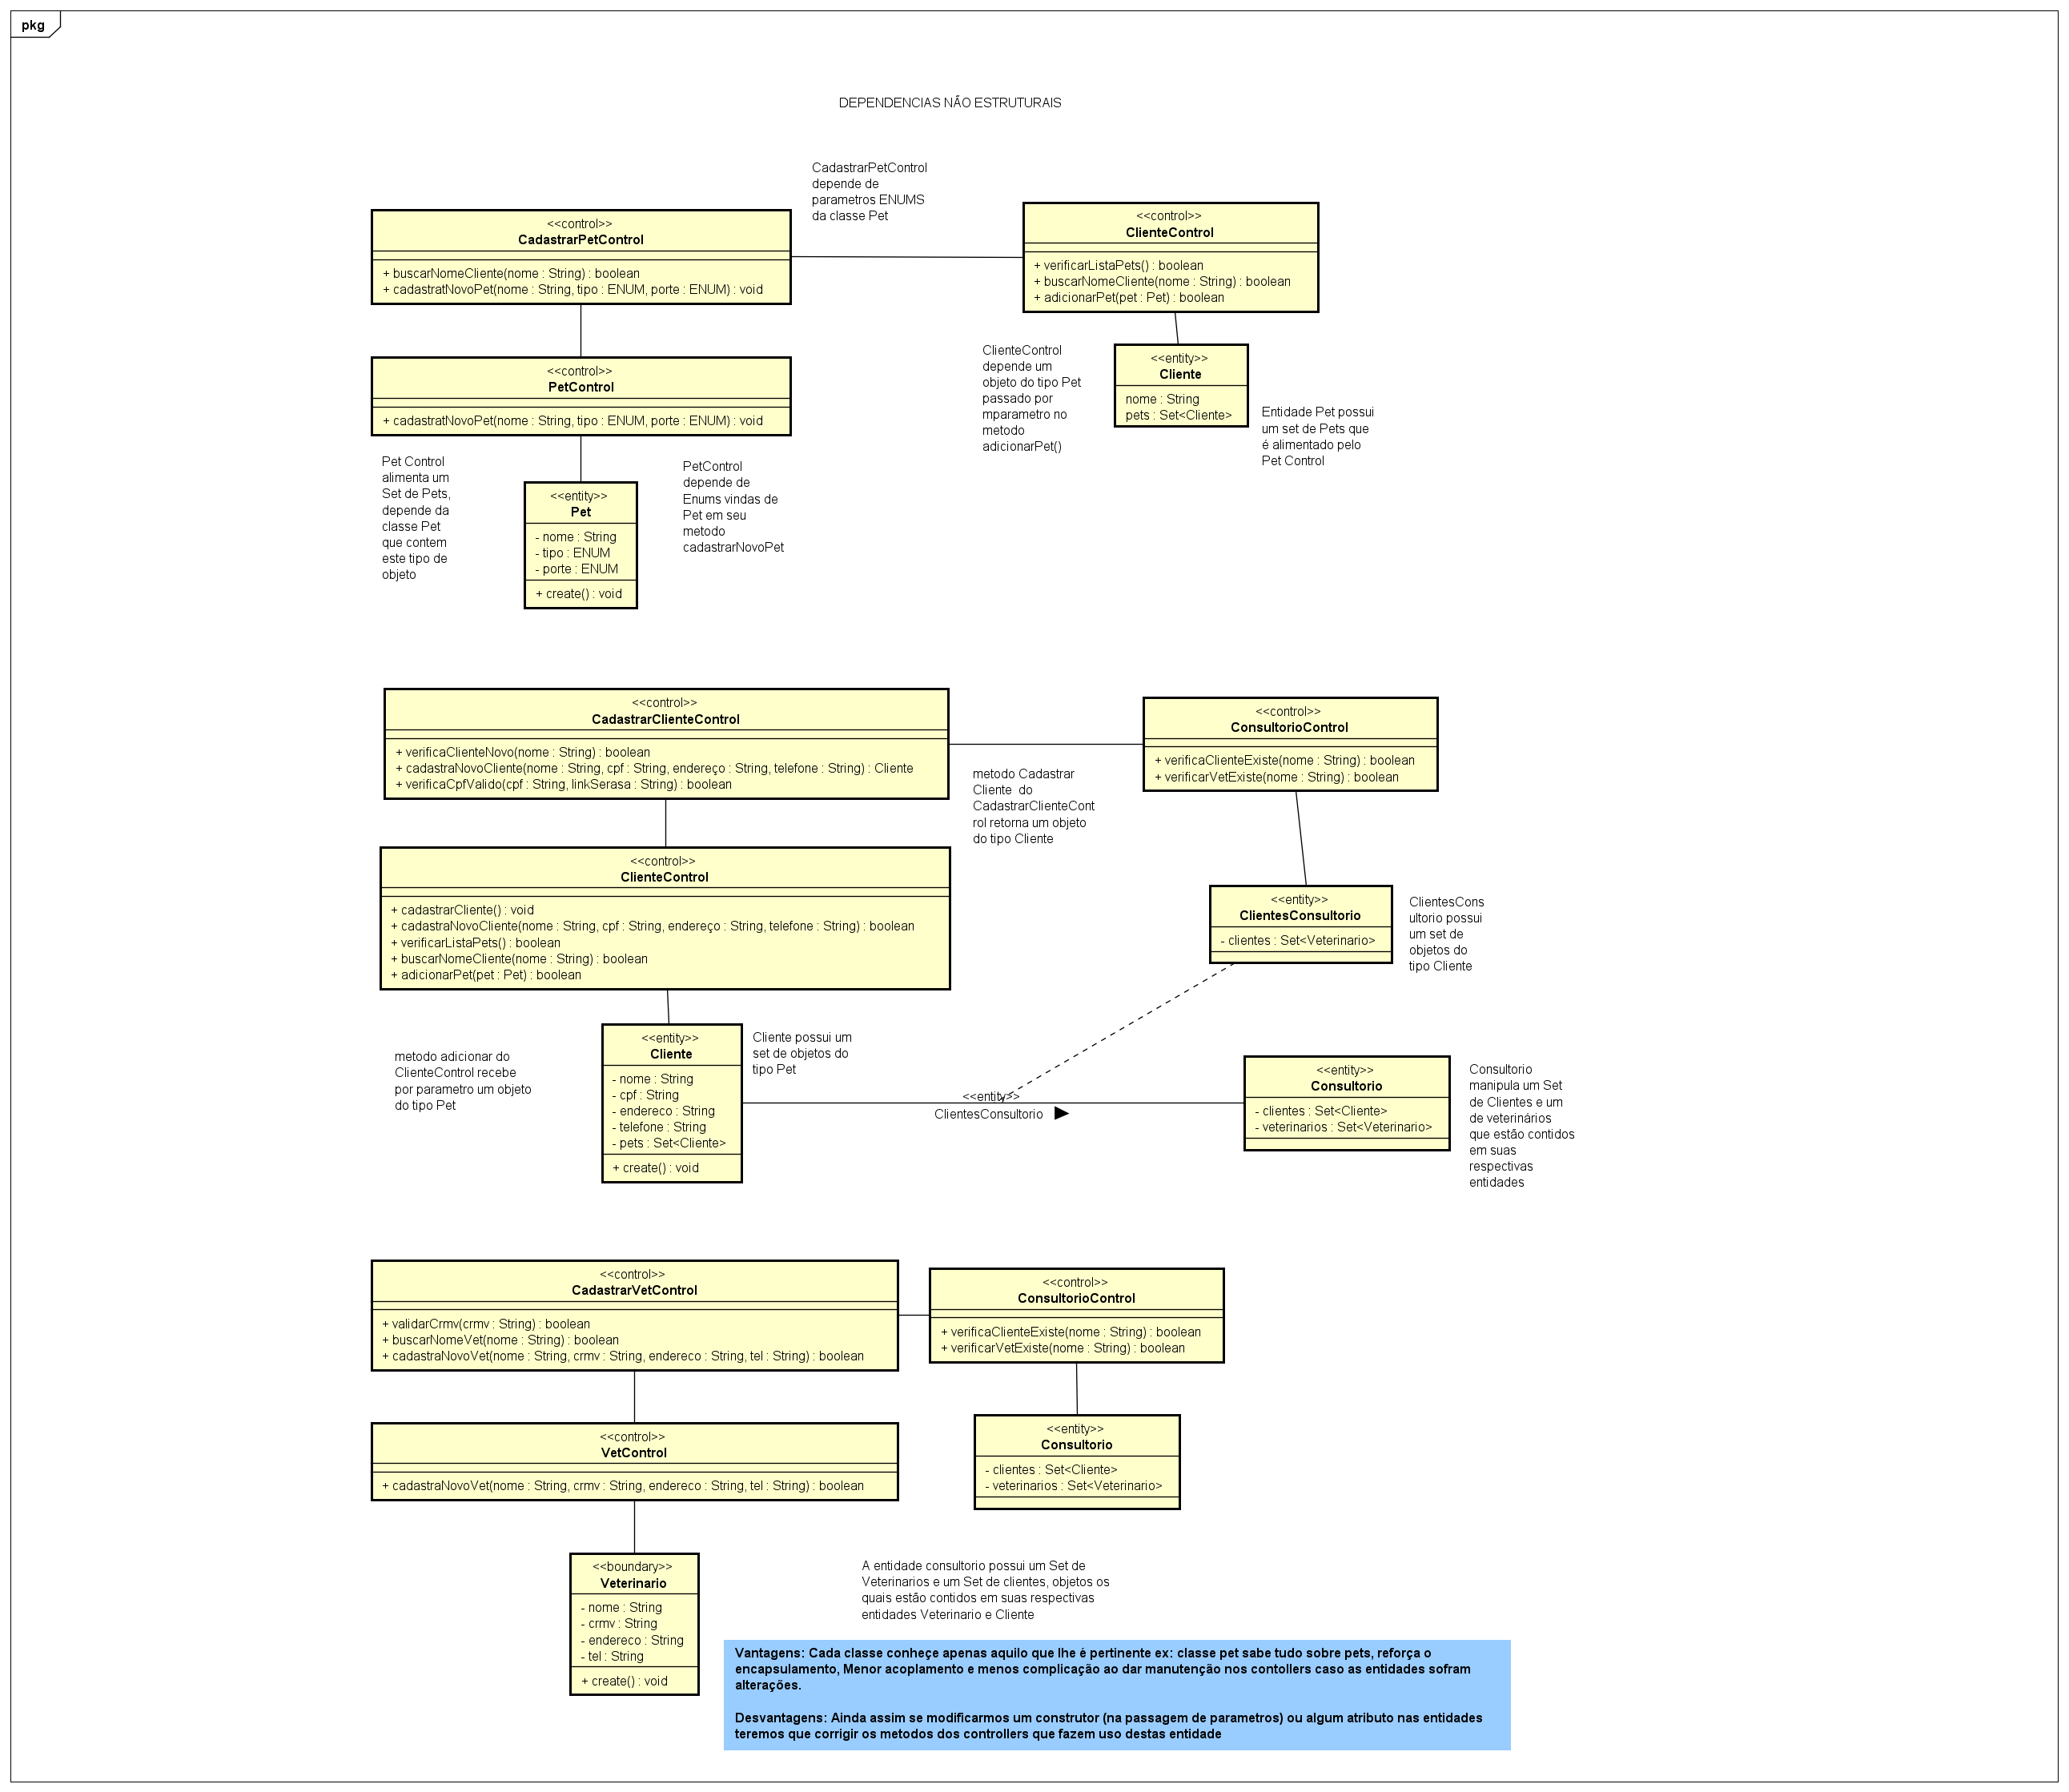 pkg
DEPENDENCIAS NÃO ESTRUTURAIS
CadastrarPetControl
depende de
parametros ENUMS
da classe Pet
<<control>>
CadastrarPetControl
+ buscarNomeCliente(nome : String) : boolean
+ cadastratNovoPet(nome : String, tipo : ENUM, porte : ENUM) : void
<<control>>
ClienteControl
+ verificarListaPets() : boolean
+ buscarNomeCliente(nome : String) : boolean
+ adicionarPet(pet : Pet) : boolean
<<control>>
PetControl
+ cadastratNovoPet(nome : String, tipo : ENUM, porte : ENUM) : void
ClienteControl
depende um
objeto do tipo Pet
passado por
mparametro no
metodo
adicionarPet()
<<entity>>
Cliente
nome : String
pets : Set<Cliente>
Entidade Pet possui
um set de Pets que
é alimentado pelo
Pet Control
Pet Control
alimenta um
Set de Pets,
depende da
classe Pet
que contem
este tipo de
objeto
<<entity>>
Pet
- nome : String
- tipo : ENUM
- porte : ENUM
+ create() : void
PetControl
depende de
Enums vindas de
Pet em seu
metodo
cadastrarNovoPet
<<control>>
CadastrarClienteControl
+ verificaClienteNovo(nome : String) : boolean
+ cadastraNovoCliente(nome : String, cpf : String, endereço : String, telefone : String) : Cliente
+ verificaCpfValido(cpf : String, linkSerasa : String) : boolean
<<control>>
ConsultorioControl
+ verificaClienteExiste(nome : String) : boolean
+ verificarVetExiste(nome : String) : boolean
metodo Cadastrar
Cliente  do
CadastrarClienteCont
rol retorna um objeto
do tipo Cliente
<<control>>
ClienteControl
+ cadastrarCliente() : void
+ cadastraNovoCliente(nome : String, cpf : String, endereço : String, telefone : String) : boolean
+ verificarListaPets() : boolean
+ buscarNomeCliente(nome : String) : boolean
+ adicionarPet(pet : Pet) : boolean
<<entity>>
ClientesConsultorio
- clientes : Set<Veterinario>
ClientesCons
ultorio possui
um set de
objetos do
tipo Cliente
metodo adicionar do
ClienteControl recebe
por parametro um objeto
do tipo Pet
<<entity>>
Cliente
- nome : String
- cpf : String
- endereco : String
- telefone : String
- pets : Set<Cliente>
+ create() : void
Cliente possui um
set de objetos do
tipo Pet
<<entity>>
ClientesConsultorio
<<entity>>
Consultorio
- clientes : Set<Cliente>
- veterinarios : Set<Veterinario>
Consultorio
manipula um Set
de Clientes e um
de veterinários
que estão contidos
em suas
respectivas
entidades
<<control>>
CadastrarVetControl
+ validarCrmv(crmv : String) : boolean
+ buscarNomeVet(nome : String) : boolean
+ cadastraNovoVet(nome : String, crmv : String, endereco : String, tel : String) : boolean
<<control>>
ConsultorioControl
+ verificaClienteExiste(nome : String) : boolean
+ verificarVetExiste(nome : String) : boolean
<<control>>
VetControl
+ cadastraNovoVet(nome : String, crmv : String, endereco : String, tel : String) : boolean
<<entity>>
Consultorio
- clientes : Set<Cliente>
- veterinarios : Set<Veterinario>
<<boundary>>
Veterinario
- nome : String
- crmv : String
- endereco : String
- tel : String
+ create() : void
A entidade consultorio possui um Set de
Veterinarios e um Set de clientes, objetos os
quais estão contidos em suas respectivas
entidades Veterinario e Cliente
Vantagens: Cada classe conheçe apenas aquilo que lhe é pertinente ex: classe pet sabe tudo sobre pets, reforça o
encapsulamento, Menor acoplamento e menos complicação ao dar manutenção nos contollers caso as entidades sofram
alterações.
Desvantagens: Ainda assim se modificarmos um construtor (na passagem de parametros) ou algum atributo nas entidades
teremos que corrigir os metodos dos controllers que fazem uso destas entidade